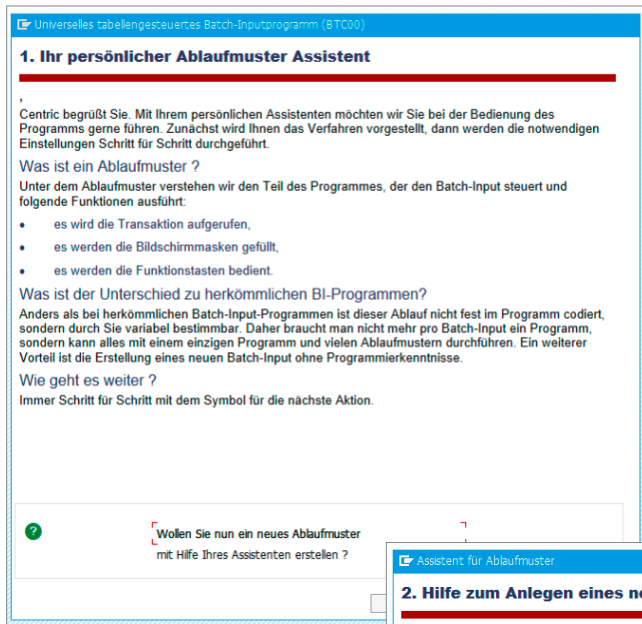 Universelles tabellengesteuertes Batch-Inputprogramm (BTC00)
1. Ihr persönlicher Ablaufmuster Assistent
,
Centric begrüßt Sie. Mit Ihrem persönlichen Assistenten möchten wir Sie bei der Bedienung des
Programms gerne führen. Zunächst wird Ihnen das Verfahren vorgestellt, dann werden die notwendigen
Einstellungen Schritt für Schritt durchgeführt.
Was ist ein Ablaufmuster ?
Unter dem Ablaufmuster verstehen wir den Teil des Programmes, der den Batch-Input steuert und
folgende Funktionen ausführt:
• es wird die Transaktion aufgerufen,
• es werden die Bildschirmmasken gefüllt,
• es werden die Funktionstasten bedient.
Was ist der Unterschied zu herkömmlichen BI-Programmen?
Anders als bei herkömmlichen Batch-Input-Programmen ist dieser Ablauf nicht fest im Programm codiert,
sondern durch Sie variabel bestimmbar. Daher braucht man nicht mehr pro Batch-Input ein Programm,
sondern kann alles mit einem einzigen Programm und vielen Ablaufmustern durchführen. Ein weiterer
Vorteil ist die Erstellung eines neuen Batch-Input ohne Programmierkenntnisse.
Wie geht es weiter ?
Immer Schritt für Schritt mit dem Symbol für die nächste Aktion.
?
Wollen Sie nun ein neues Ablaufmuster
mit Hilfe Ihres Assistenten erstellen ?
Assistent für Ablaufmuster
2. Hilfe zum Anlegen eines